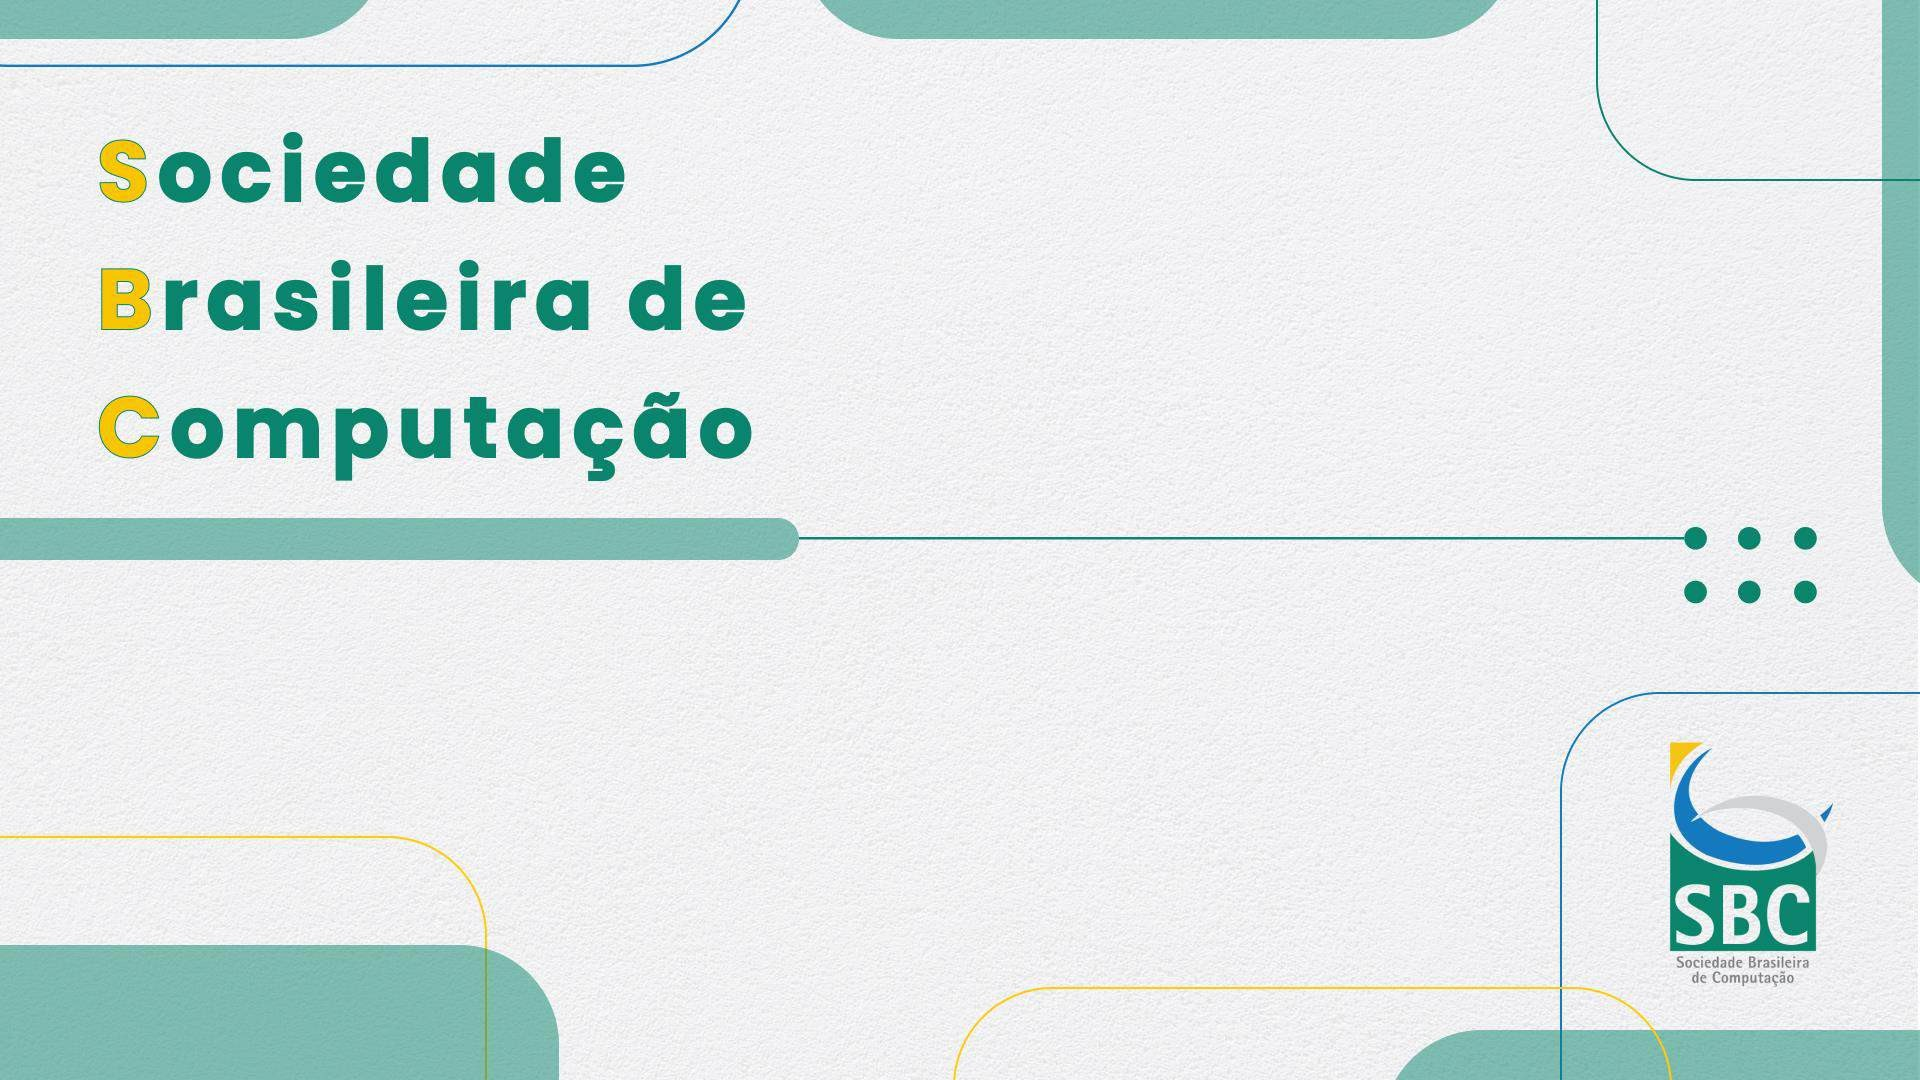 Sociedade
Brasileira de
Computação
SBC
Sociedade Brasileira
de Computação